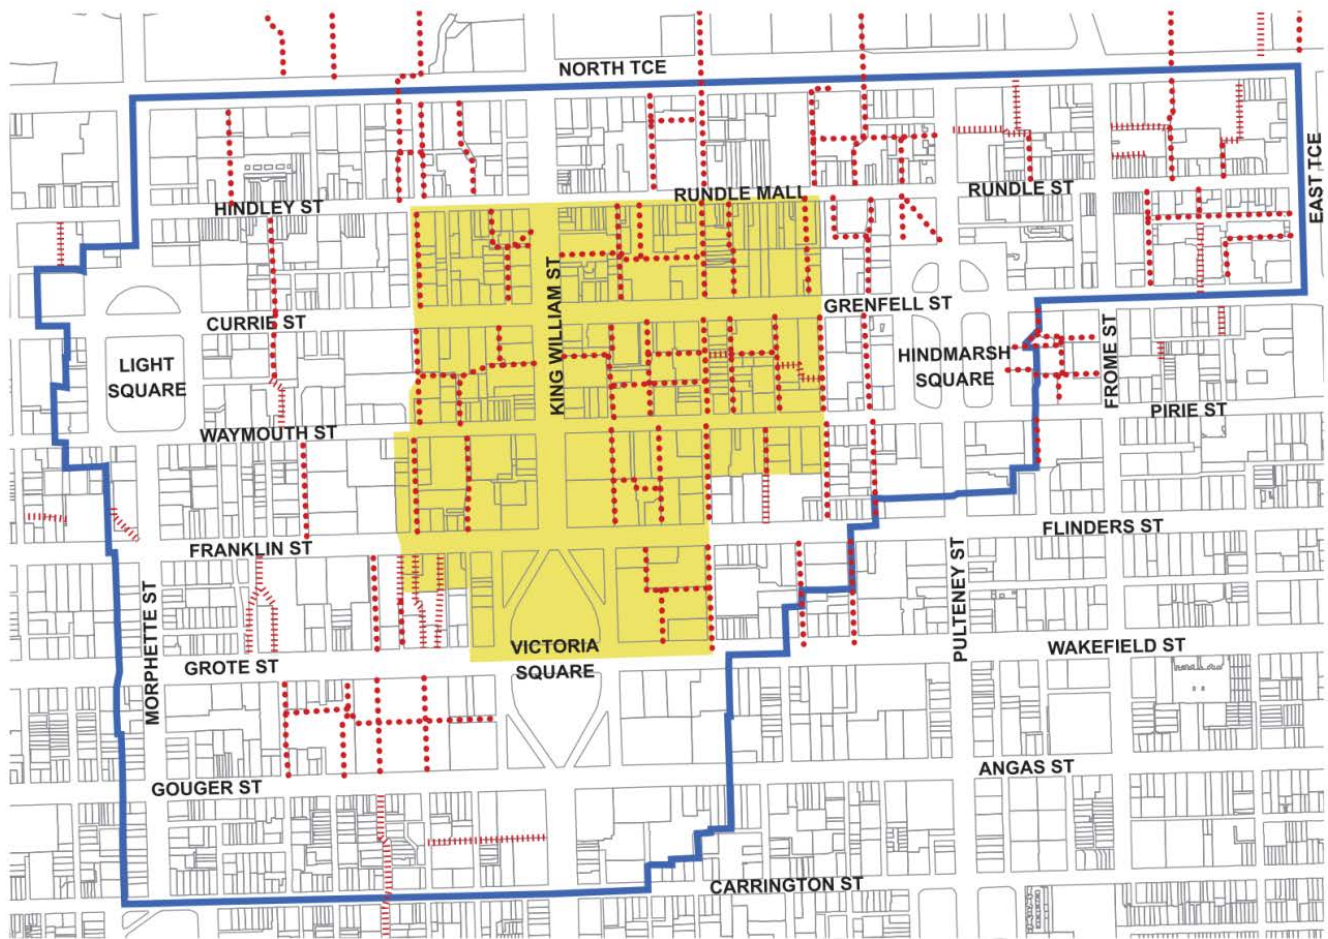 NORTH TCE
EAST TCE
RUNDLE MALL
RUNDLE ST
HINDLEY ST
KING WILLIAM ST
GRENFELL ST
CURRIE ST
LIGHT
SQUARE
HINDMARSH
SQUARE
FROME ST
PIRIE ST
WAYMOUTH ST
FLINDERS ST
FRANKLIN ST
PULTENEY ST
MORPHETTE ST
VICTORIA
SQUARE
WAKEFIELD ST
GROTE ST
ANGAS ST
GOUGER ST
CARRINGTON ST